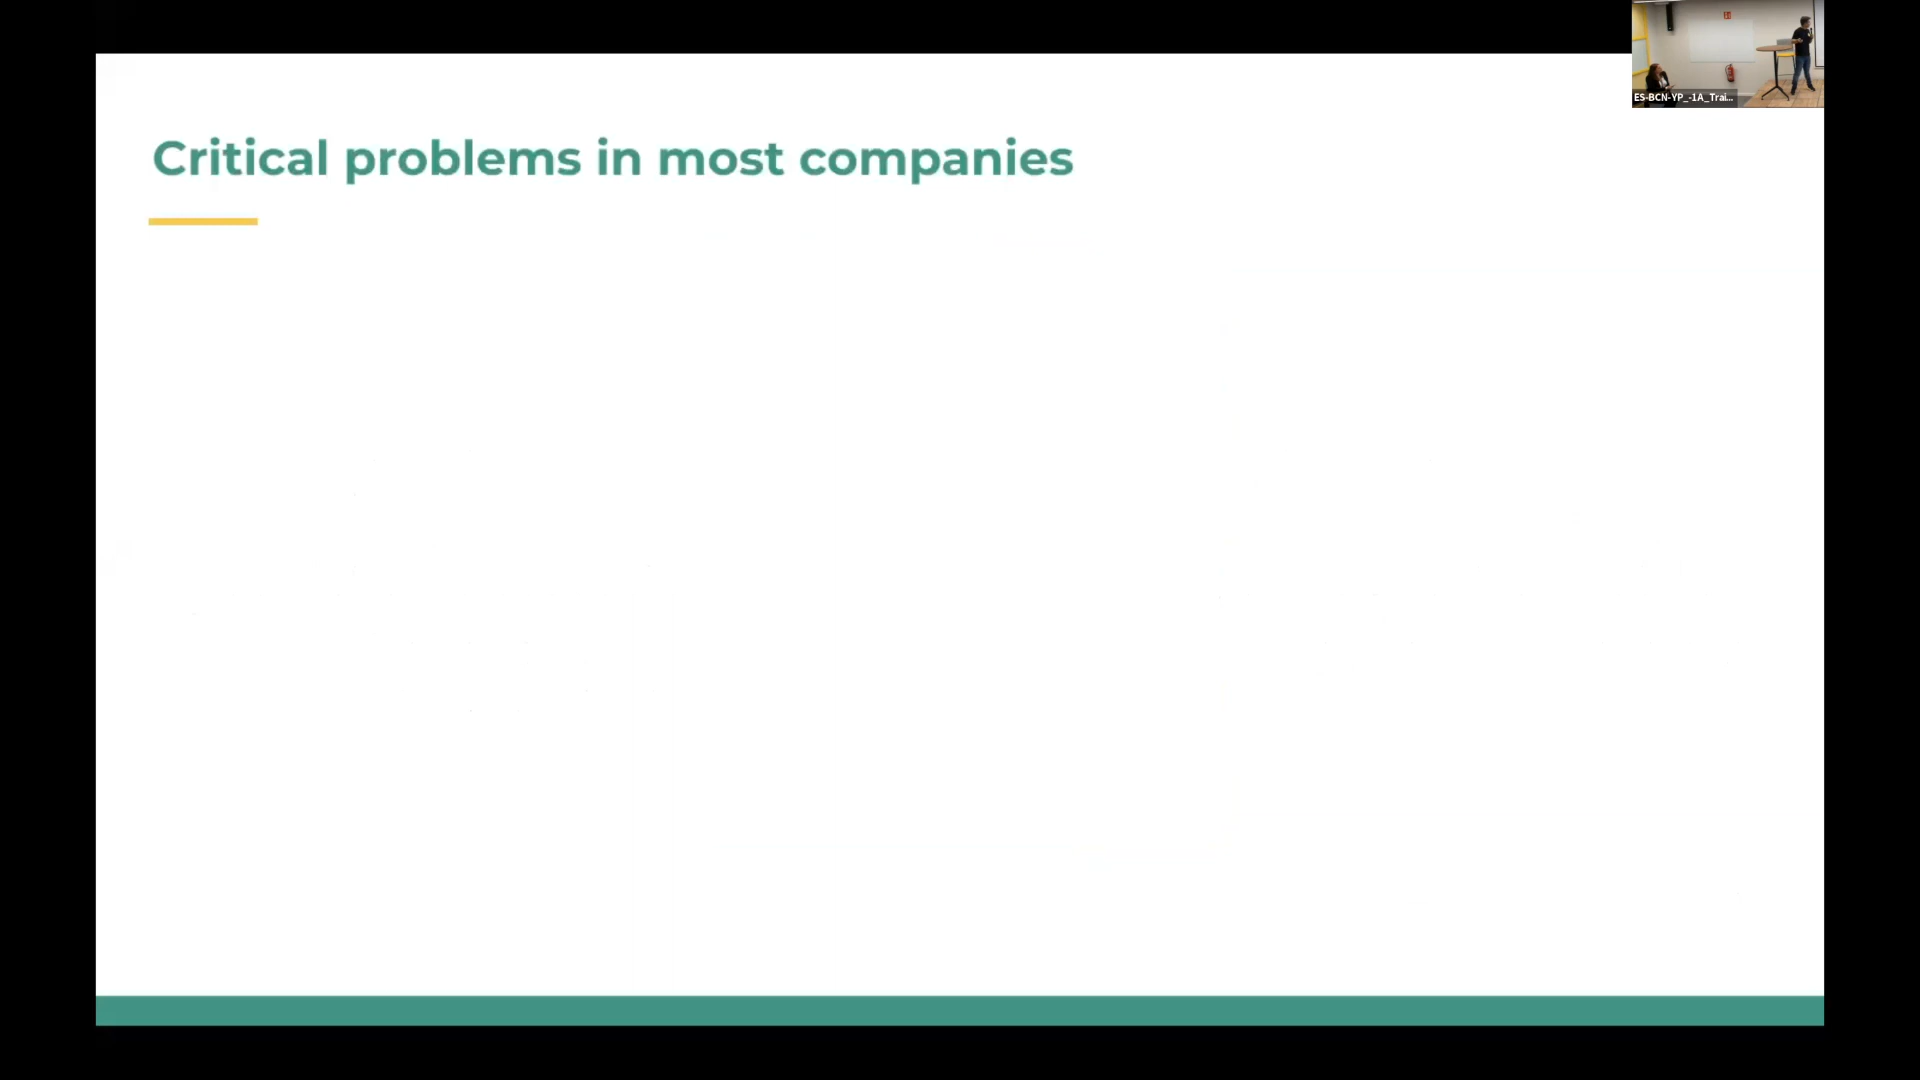 Critical problems in most companies
ES-BCN-YP_-1A_Trai...